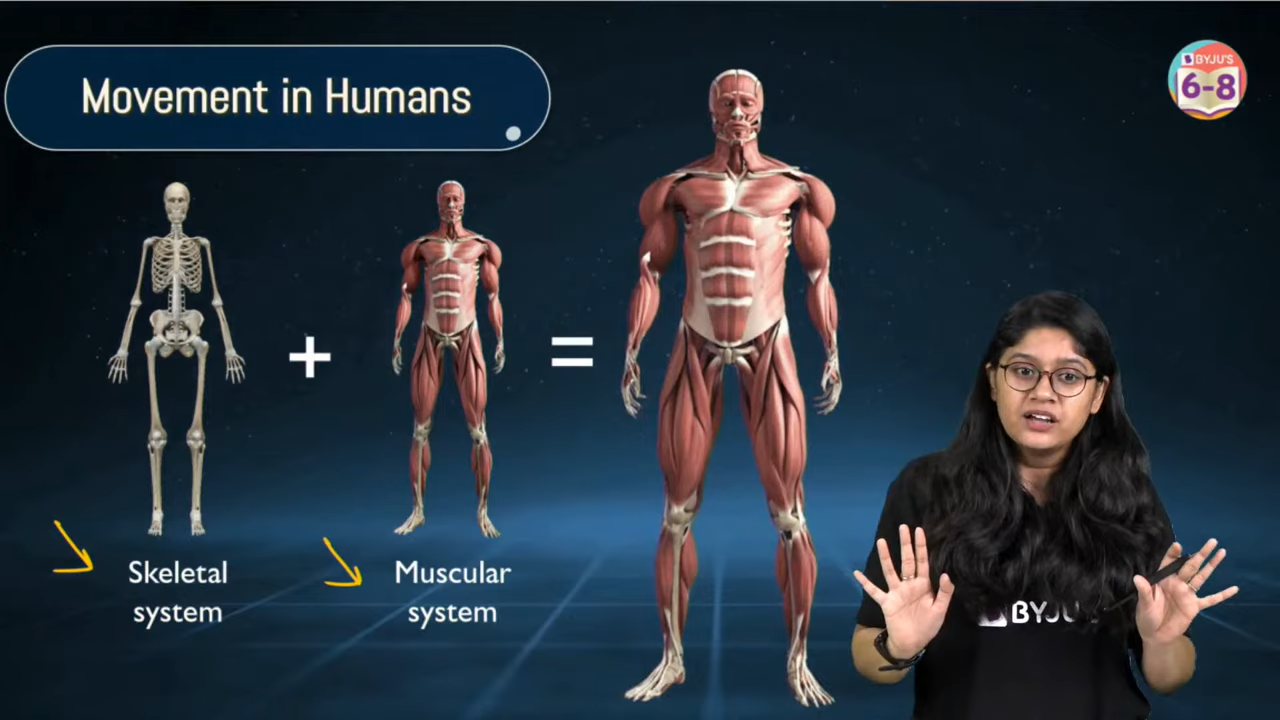 Movement in Humans
BYJU'S
6-8
Skeletal
system
Muscular
system
BYJU'S